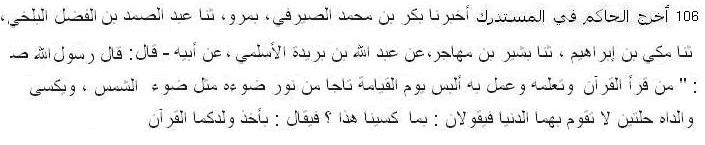 106 أخرج الحاكم في المستدرك أخبرنا بكر بن محمد الصيرفي، بمرو، ثنا عبد الصمد بن الفضل البلخي،
ثنا مكي بن إبراهيم ، ثنا بشير بن مهاجر،عن عبد الله بن بريدة الأسلمي ،عن أبيه - قال: قال رسول الله صـ
: " من قرأ القرآن وتعلمه وعمل به ألبس يوم القيامة تاجا من نور ضوءه مثل ضوء الشمس ، ويكسى
والداه حلتين لا تقوم بهما الدنيا فيقولان : بما كسينا هذا ؟ فيقال : بأخذ ولدكما القرآن